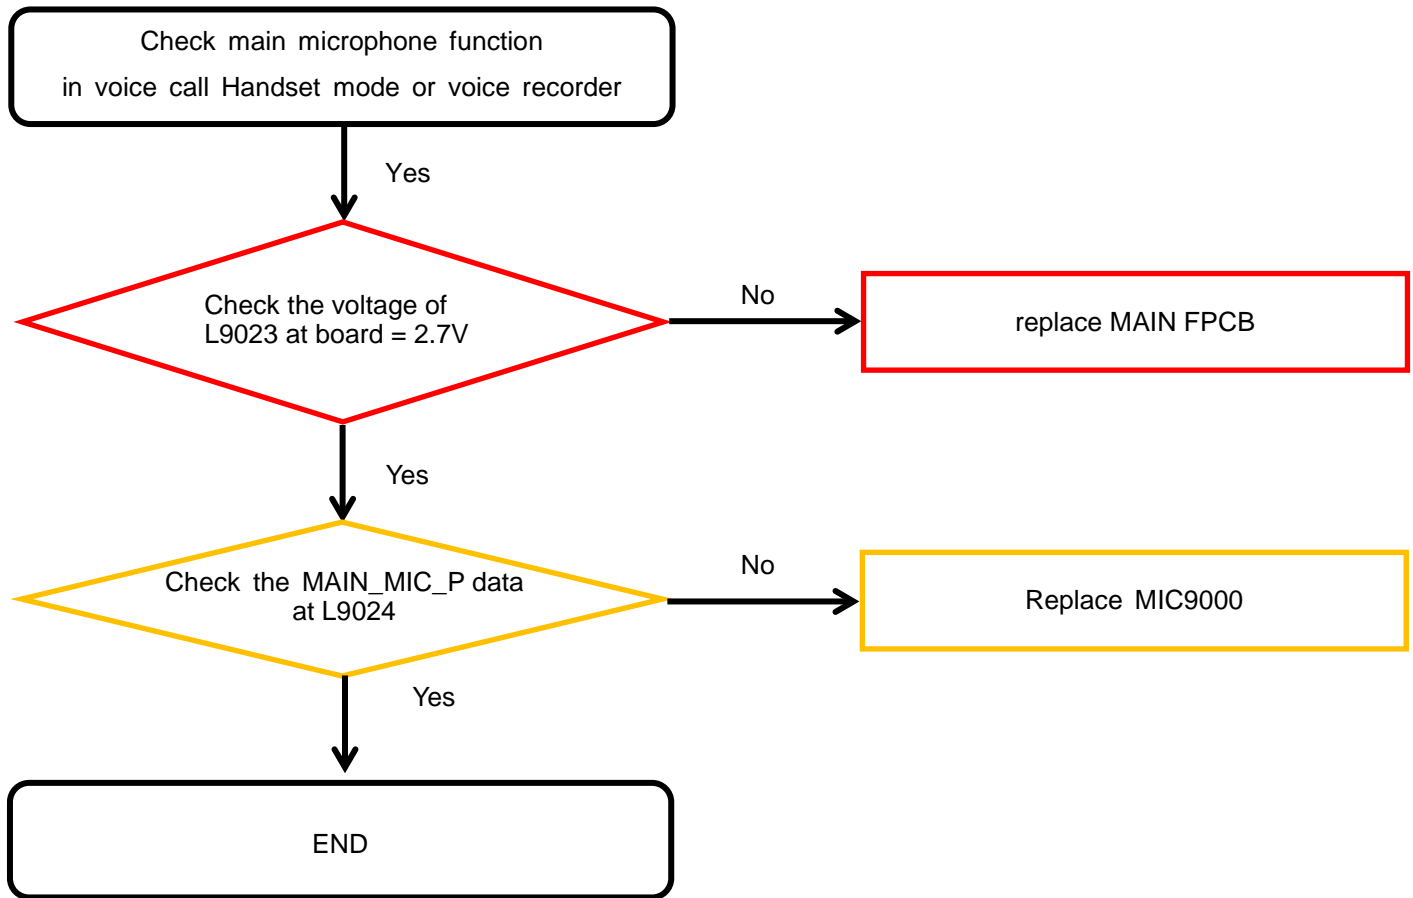 Check main microphone function
in voice call Handset mode or voice recorder
Yes
Check the voltage of
L9023 at board = 2.7V
No
replace MAIN FPCB
Yes
Check the MAIN_MIC_P data
at L9024
No
Replace MIC9000
Yes
END